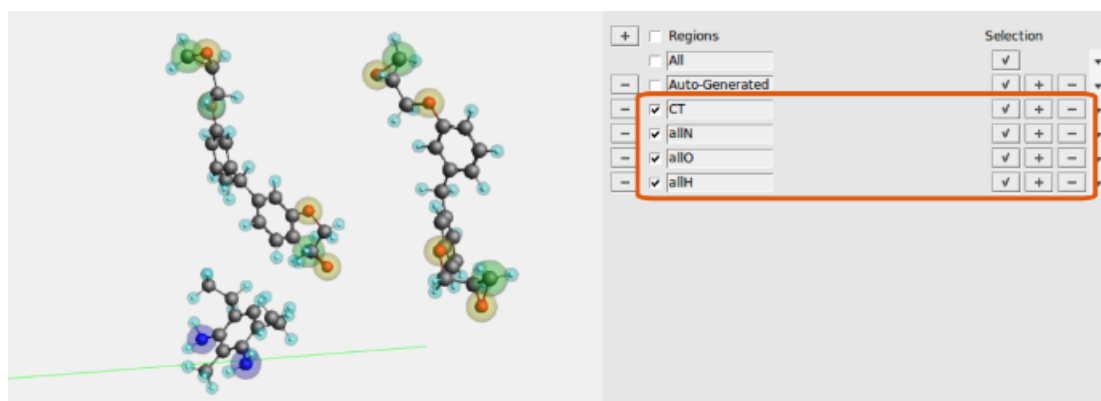 + Regions Selection
All √
− Auto-Generated √ + −
− CT √ + −
− allN √ + −
− allO √ + −
− allH √ + −